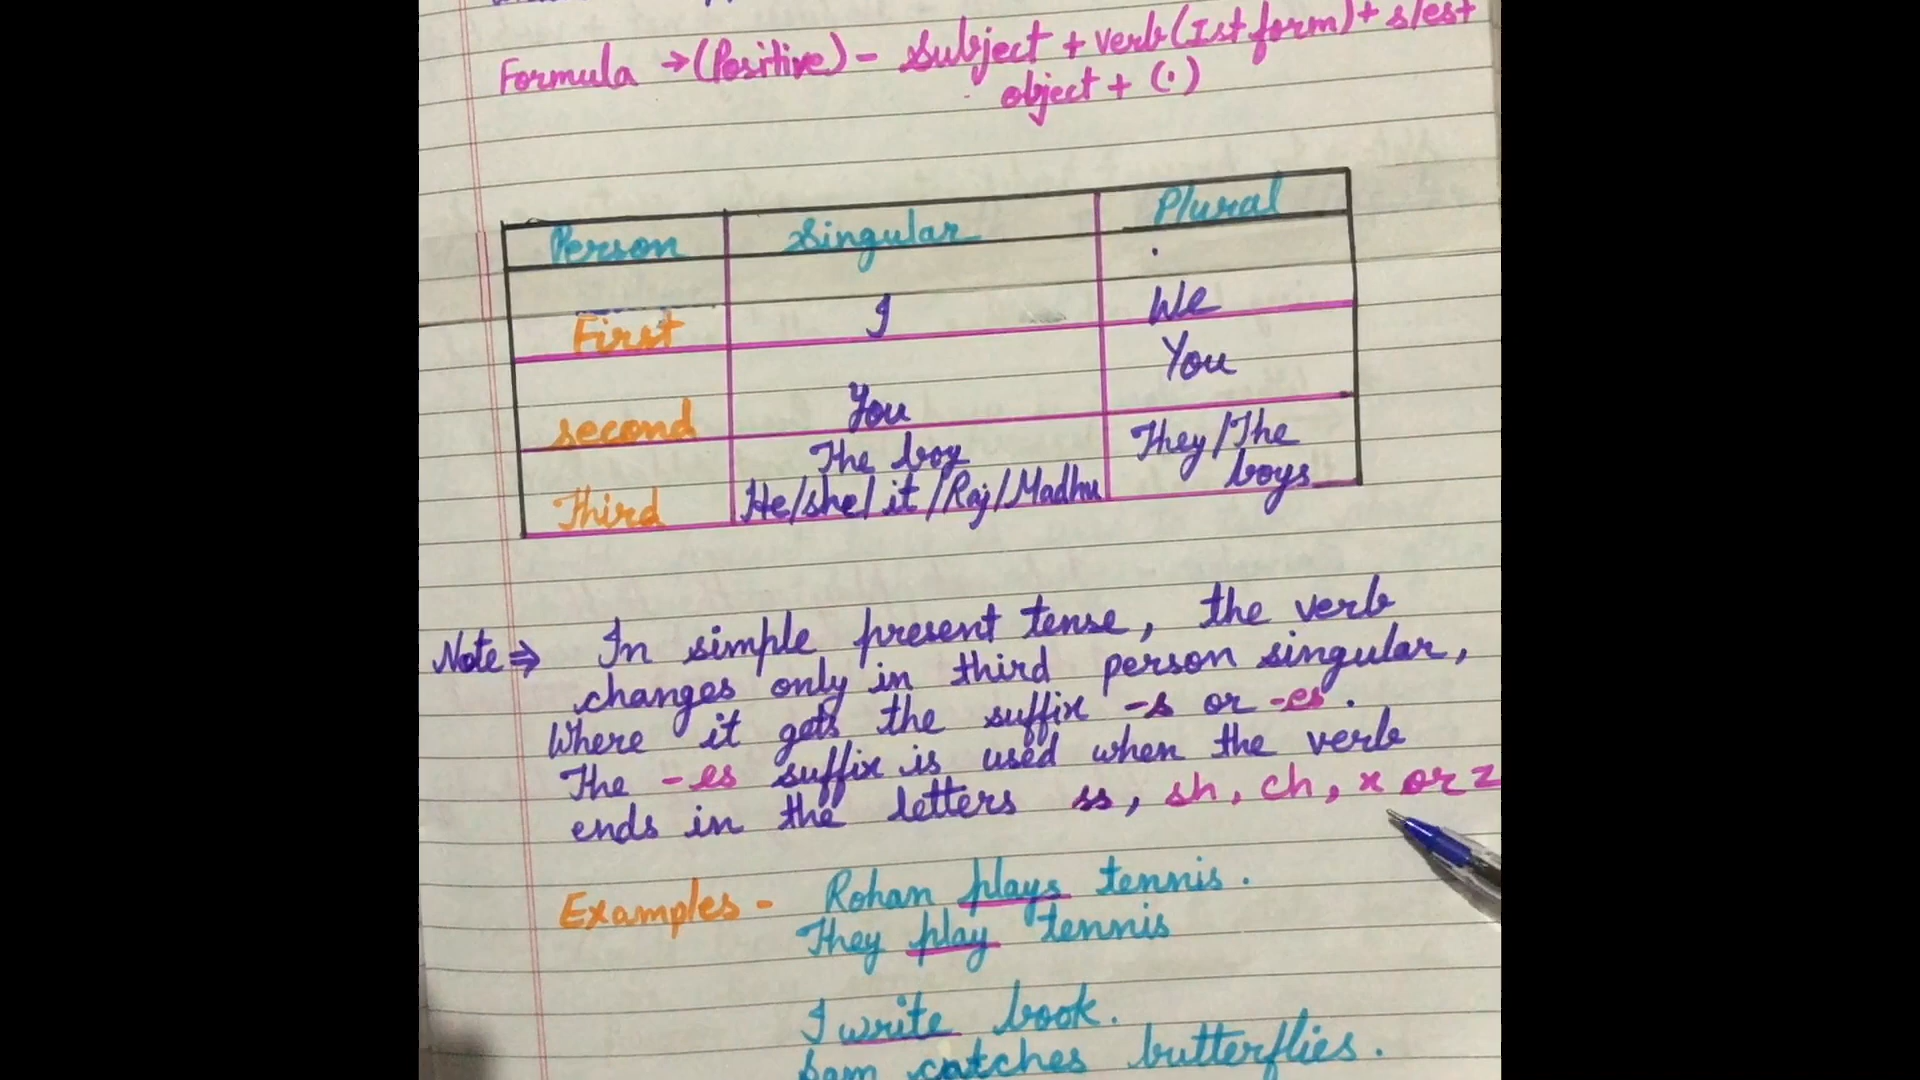 Formula → (Positive) - Subject + verb (Ist form) + s/es +
object + (.)
Person Singular Plural
First I We
second You You
Third The boy He/she/it/Raj/Madhu They/The boys
Note ⇒ In simple present tense, the verb
changes only in third person singular,
Where it gets the suffix -s or -es.
The -es suffix is used when the verb
ends in the letters ss, sh, ch, x or z
Examples - Rohan plays tennis.
They play tennis
I write book.
Sam catches butterflies.